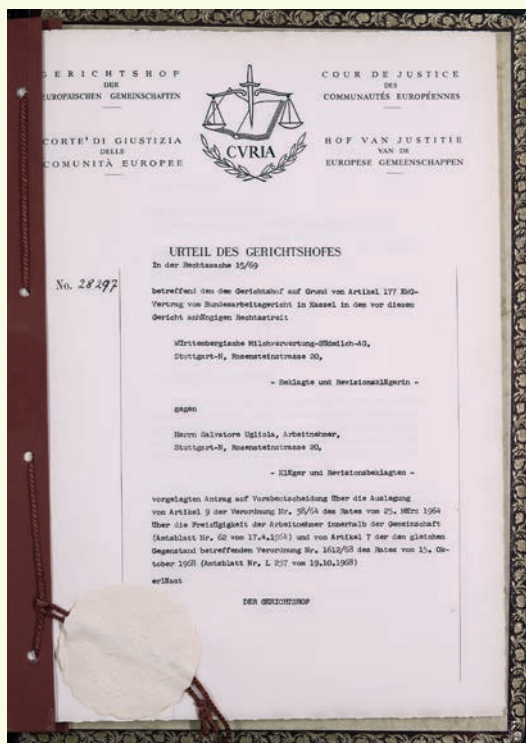 GERICHTSHOF
DER
EUROPÄISCHEN GEMEINSCHAFTEN
COUR DE JUSTICE
DES
COMMUNAUTÉS EUROPÉENNES
CORTE' DI GIUSTIZIA
DELLE
COMUNITÀ EUROPEE
HOF VAN JUSTITIE
VAN DE
EUROPESE GEMEENSCHAPPEN
CVRIA
URTEIL DES GERICHTSHOFES
In der Rechtssache 15/69
No. 28297
betreffend den dem Gerichtshof auf Grund von Artikel 177 EWG-
Vertrag vom Bundesarbeitsgericht in Kassel in den vor diesem
Gericht anhängigen Rechtsstreit
Württembergische Milchverwertung-Südmilch-AG,
Stuttgart-N, Rosensteinstrasse 20,
- Beklagte und Revisionsklägerin -
gegen
Herrn Salvatore Ugliola, Arbeitnehmer,
Stuttgart-N, Rosensteinstrasse 20,
- Kläger und Revisionsbeklagten -
vorgelegten Antrag auf Vorabentscheidung über die Auslegung
von Artikel 9 der Verordnung Nr. 38/64 des Rates vom 25. März 1964
über die Freizügigkeit der Arbeitnehmer innerhalb der Gemeinschaft
(Amtsblatt Nr. 62 vom 17.4.1964) und von Artikel 7 der den gleichen
Gegenstand betreffenden Verordnung Nr. 1612/68 des Rates vom 15. Ok-
tober 1968 (Amtsblatt Nr. L 257 vom 19.10.1968)
erlässt
DER GERICHTSHOF